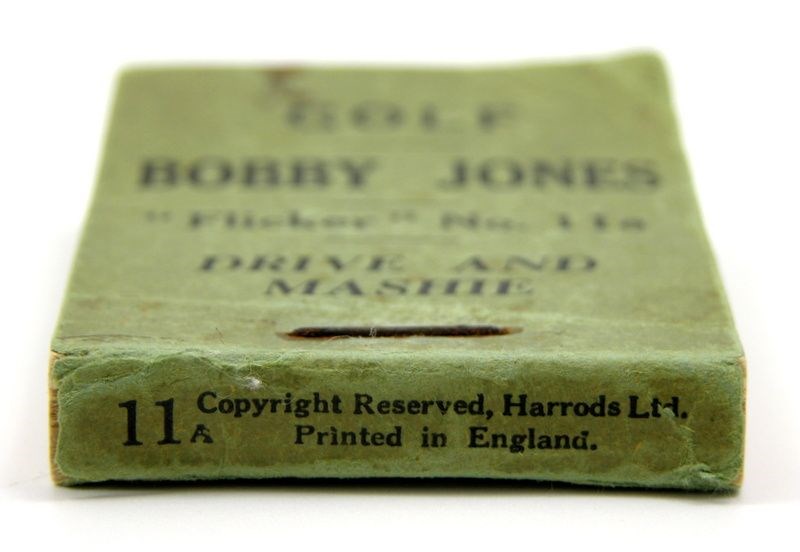 GOLF
BOBBY JONES
"Flicker" No. 11a
DRIVE AND
MASHIE
11A Copyright Reserved, Harrods Ltd.
Printed in England.